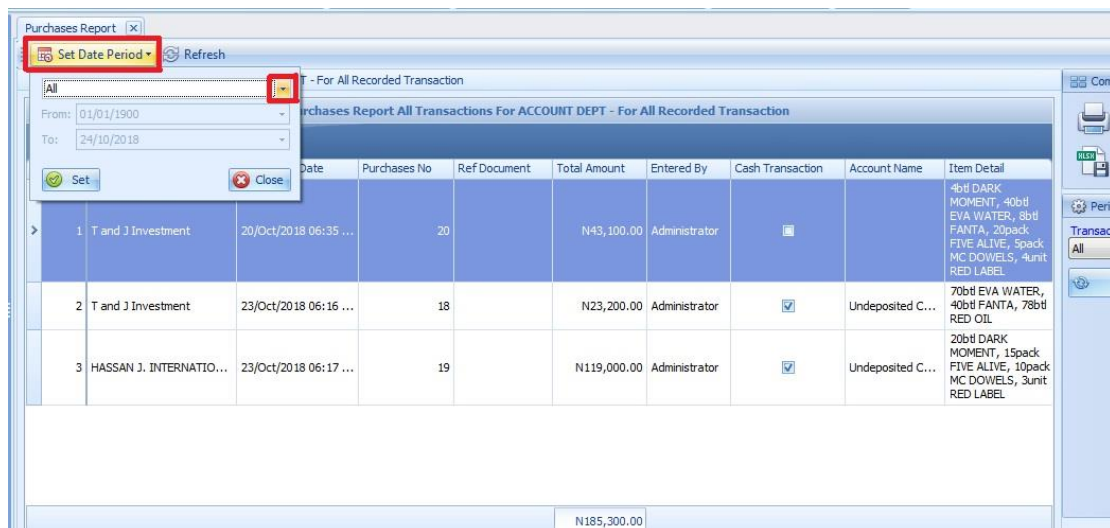 Purchases Report
Set Date Period Refresh
All
From: 01/01/1900
To: 24/10/2018
Set Close
T - For All Recorded Transaction
rchases Report All Transactions For ACCOUNT DEPT - For All Recorded Transaction
Date Purchases No Ref Document Total Amount Entered By Cash Transaction Account Name Item Detail
1 T and J Investment 20/Oct/2018 06:35 ... 20 N43,100.00 Administrator
4btl DARK
MOMENT, 40btl
EVA WATER, 8btl
FANTA, 20pack
FIVE ALIVE, 5pack
MC DOWELS, 4unit
RED LABEL
2 T and J Investment 23/Oct/2018 06:16 ... 18 N23,200.00 Administrator Undeposited C...
70btl EVA WATER,
40btl FANTA, 78btl
RED OIL
3 HASSAN J. INTERNATIO... 23/Oct/2018 06:17 ... 19 N119,000.00 Administrator Undeposited C...
20btl DARK
MOMENT, 15pack
FIVE ALIVE, 10pack
MC DOWELS, 3unit
RED LABEL
N185,300.00
Com
XLSX
Peri
Transac
All